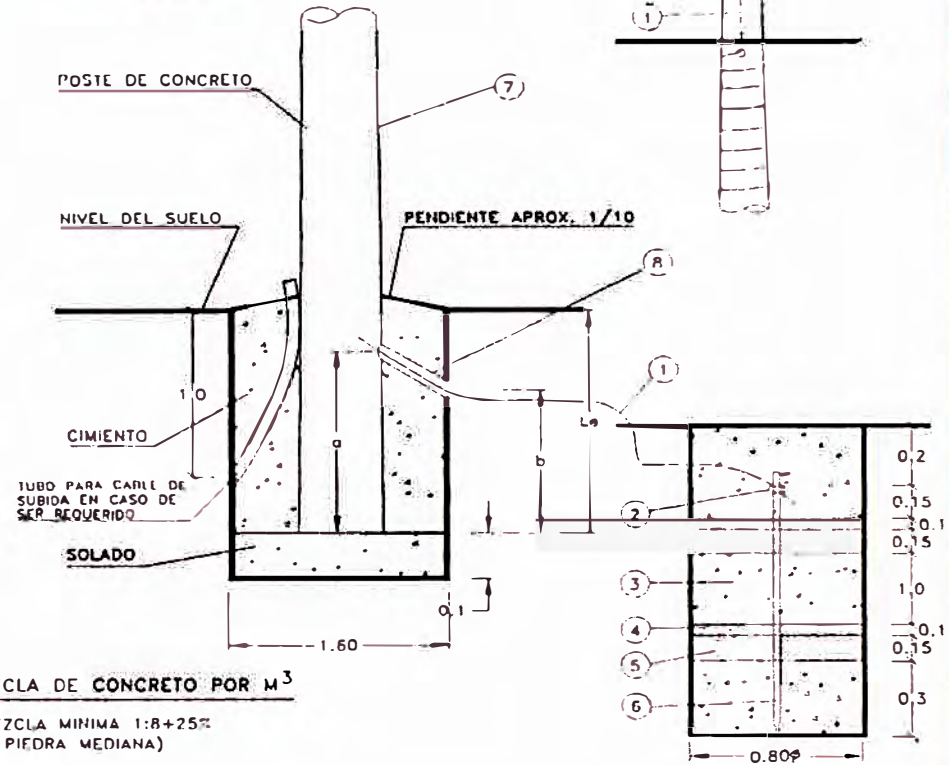 1
POSTE DE CONCRETO
7
NIVEL DEL SUELO
PENDIENTE APROX. 1/10
8
1.0
CIMIENTO
a
b
1
TUBO PARA CABLE DE
SUBIDA EN CASO DE
SER REQUERIDO
SOLADO
0.1
1.60
2
3
4
5
6
0.2
0.15
0.1
0.15
1.0
0.1
0.15
0.3
0.80φ
CLA DE CONCRETO POR M³
ZCLA MINIMA 1:8+25%
PIEDRA MEDIANA)